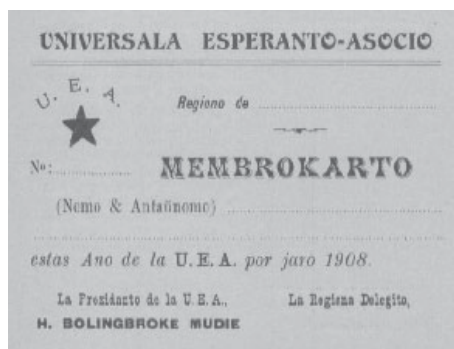 UNIVERSALA ESPERANTO-ASOCIO
U. E. A.
Regiono de
No:
MEMBROKARTO
(Nomo & Antaŭnomo)
estas Ano de la U. E. A. por jaro 1908.
La Prezidanto de la U. E. A.,
La Regiona Delegito,
H. BOLINGBROKE MUDIE